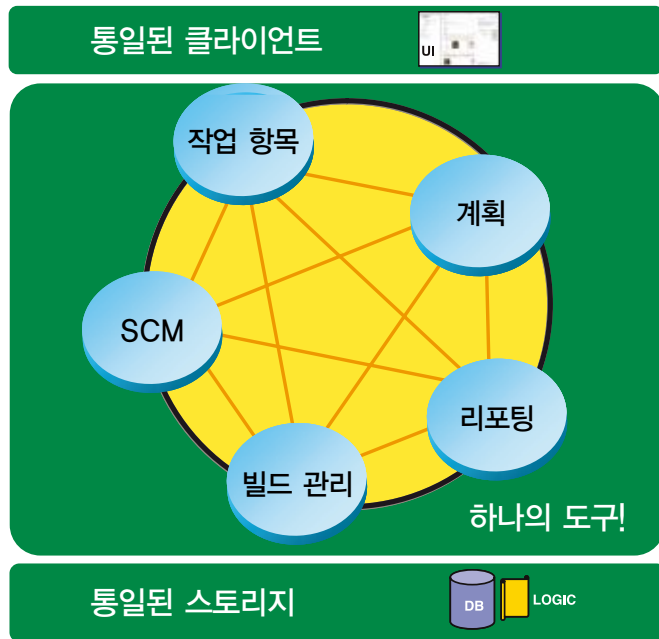 통일된 클라이언트
UI
작업 항목
계획
SCM
리포팅
빌드 관리
하나의 도구!
통일된 스토리지
DB
LOGIC